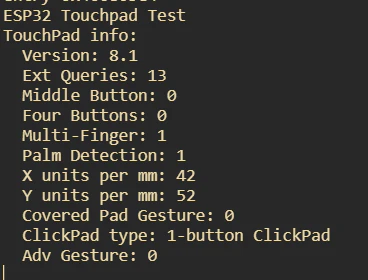 ESP32 Touchpad Test
TouchPad info:
Version: 8.1
Ext Queries: 13
Middle Button: 0
Four Buttons: 0
Multi-Finger: 1
Palm Detection: 1
X units per mm: 42
Y units per mm: 52
Covered Pad Gesture: 0
ClickPad type: 1-button ClickPad
Adv Gesture: 0